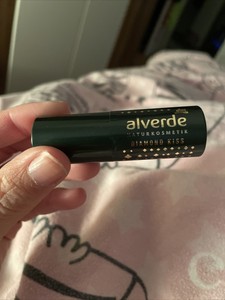 alverde
NATURKOSMETIK
DIAMOND KISS